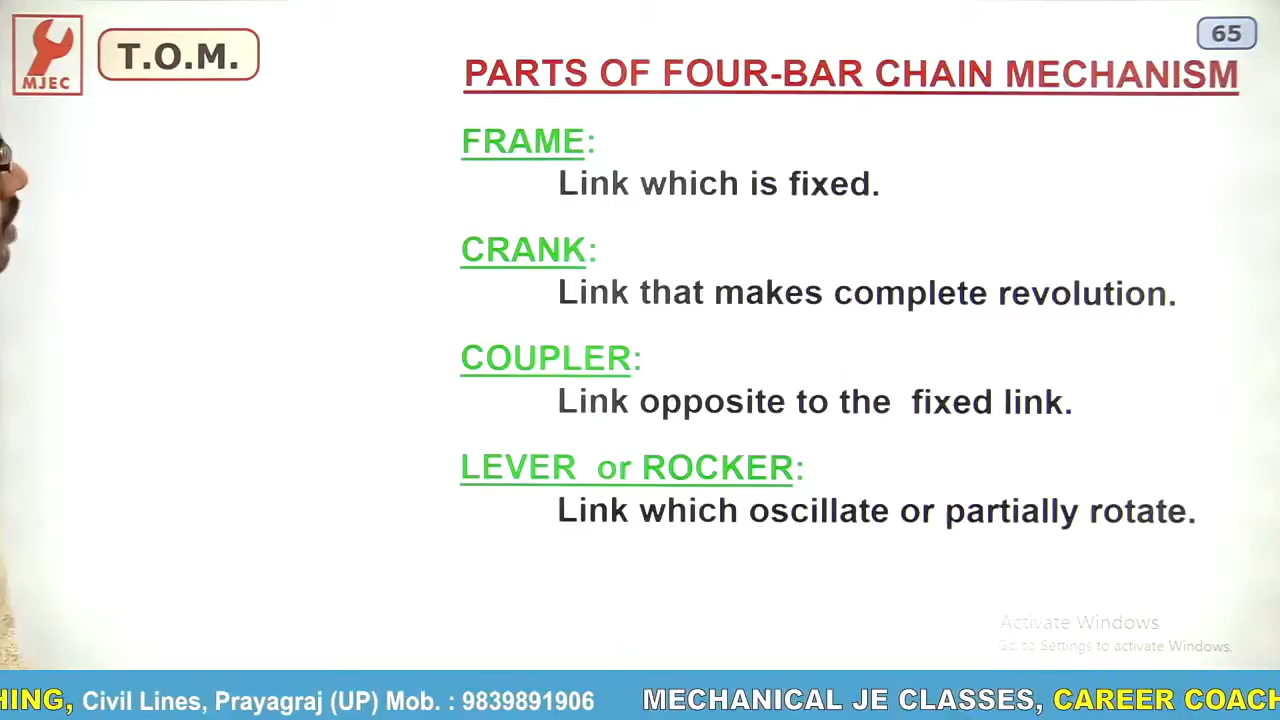 MJEC
T.O.M.
65
PARTS OF FOUR-BAR CHAIN MECHANISM
FRAME:
Link which is fixed.
CRANK:
Link that makes complete revolution.
COUPLER:
Link opposite to the fixed link.
LEVER or ROCKER:
Link which oscillate or partially rotate.
Activate Windows
Go to Settings to activate Windows.
HING, Civil Lines, Prayagraj (UP) Mob. : 9839891906 MECHANICAL JE CLASSES, CAREER COACH